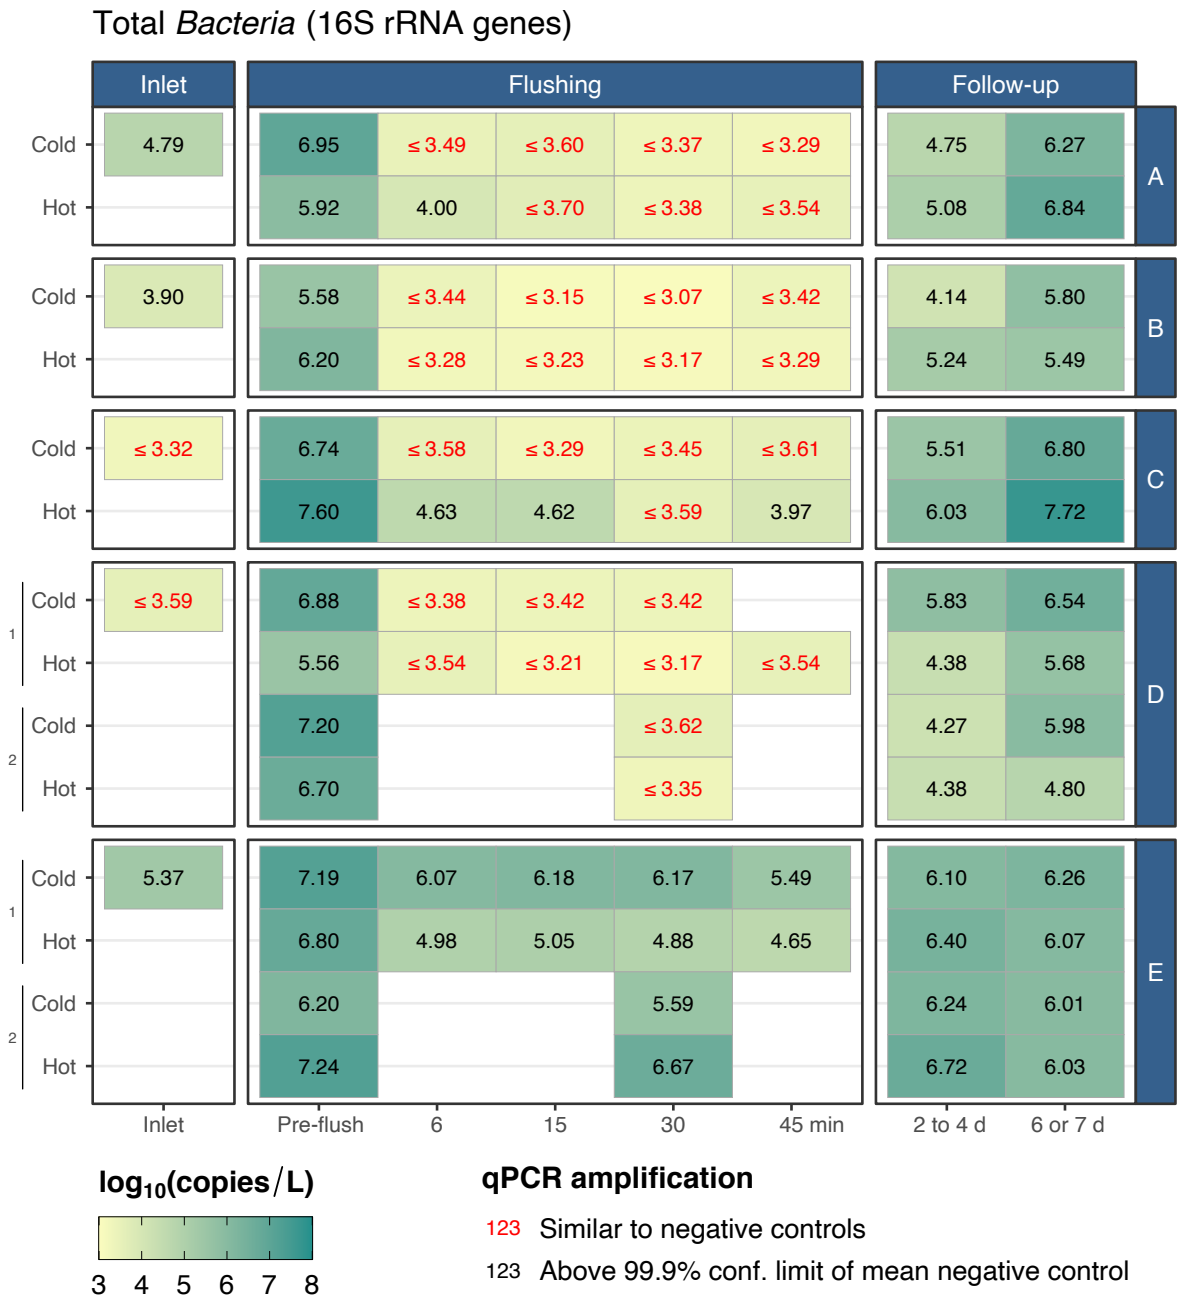 Total Bacteria (16S rRNA genes)
Inlet Flushing Follow-up
Cold 4.79 6.95 ≤ 3.49 ≤ 3.60 ≤ 3.37 ≤ 3.29 4.75 6.27
A
Hot 5.92 4.00 ≤ 3.70 ≤ 3.38 ≤ 3.54 5.08 6.84
Cold 3.90 5.58 ≤ 3.44 ≤ 3.15 ≤ 3.07 ≤ 3.42 4.14 5.80
B
Hot 6.20 ≤ 3.28 ≤ 3.23 ≤ 3.17 ≤ 3.29 5.24 5.49
Cold ≤ 3.32 6.74 ≤ 3.58 ≤ 3.29 ≤ 3.45 ≤ 3.61 5.51 6.80
C
Hot 7.60 4.63 4.62 ≤ 3.59 3.97 6.03 7.72
Cold ≤ 3.59 6.88 ≤ 3.38 ≤ 3.42 ≤ 3.42 5.83 6.54
1
Hot 5.56 ≤ 3.54 ≤ 3.21 ≤ 3.17 ≤ 3.54 4.38 5.68
D
Cold 7.20 ≤ 3.62 4.27 5.98
2
Hot 6.70 ≤ 3.35 4.38 4.80
Cold 5.37 7.19 6.07 6.18 6.17 5.49 6.10 6.26
1
Hot 6.80 4.98 5.05 4.88 4.65 6.40 6.07
E
Cold 6.20 5.59 6.24 6.01
2
Hot 7.24 6.67 6.72 6.03
Inlet Pre-flush 6 15 30 45 min 2 to 4 d 6 or 7 d
log₁₀(copies/L)
3 4 5 6 7 8
qPCR amplification
123 Similar to negative controls
123 Above 99.9% conf. limit of mean negative control